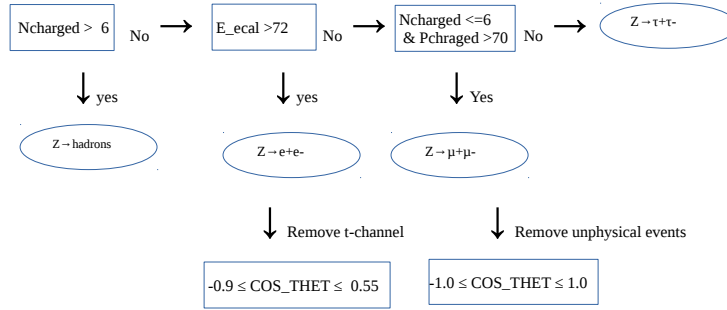 Ncharged > 6
No
E_ecal >72
No
Ncharged <=6
& Pchraged >70
No
Z→τ+τ-
yes
yes
Yes
Z→hadrons
Z→e+e-
Z→μ+μ-
Remove t-channel
Remove unphysical events
-0.9 ≤ COS_THET ≤ 0.55
-1.0 ≤ COS_THET ≤ 1.0